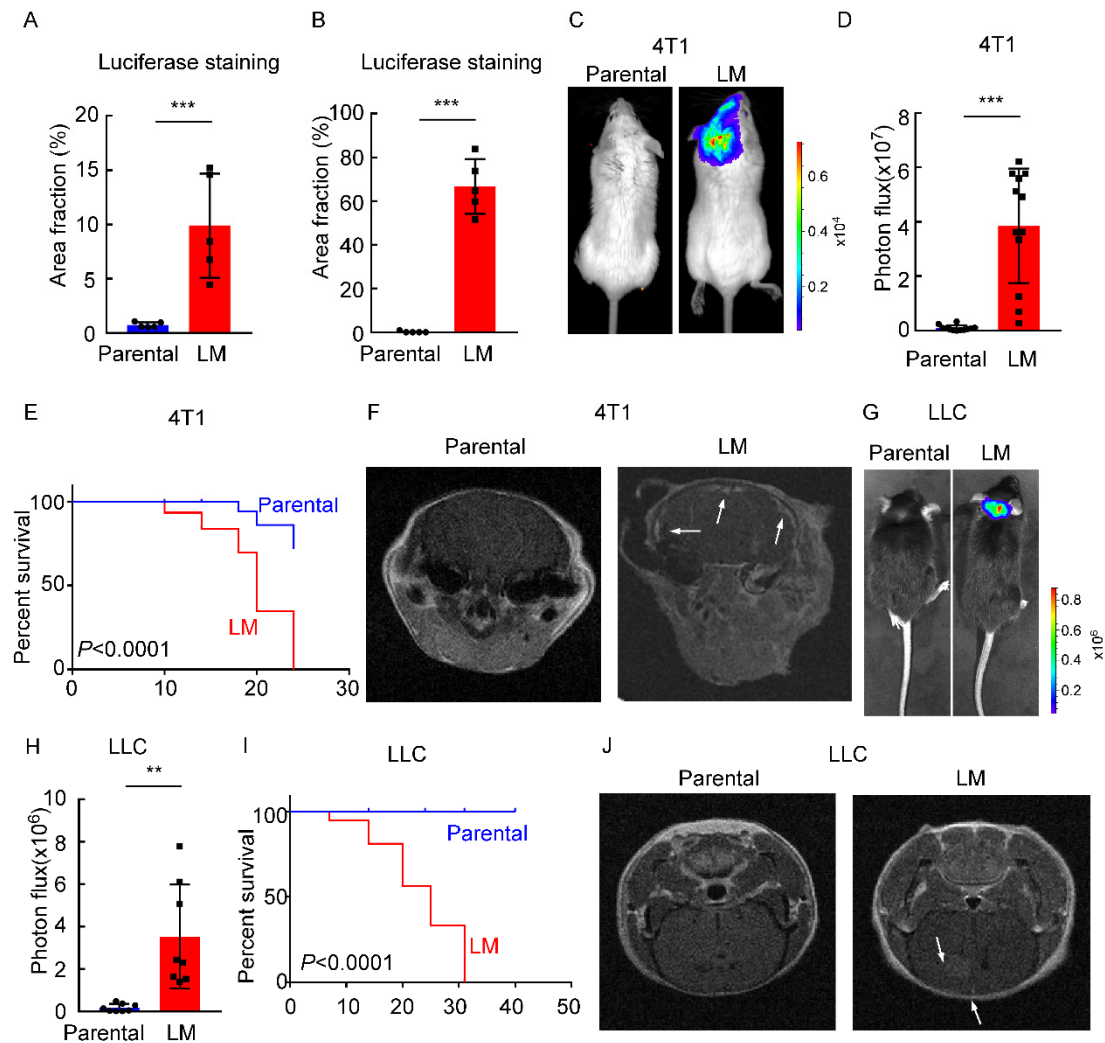 A
Luciferase staining
Area fraction (%)
20
15
10
5
0
***
Parental LM
B
Luciferase staining
Area fraction (%)
100
80
60
40
20
0
***
Parental LM
C
4T1
Parental LM
0.6
0.4
0.2
x10⁴
D
4T1
Photon flux(x10⁷)
8
6
4
2
0
***
Parental LM
E
4T1
Percent survival
100
50
0
Parental
LM
P<0.0001
0 10 20 30
F
4T1
Parental LM
G
LLC
Parental LM
0.8
0.6
0.4
0.2
x10⁶
H
LLC
Photon flux(x10⁶)
10
8
6
4
2
0
**
Parental LM
I
LLC
Percent survival
100
50
0
Parental
LM
P<0.0001
0 10 20 30 40 50
J
LLC
Parental LM